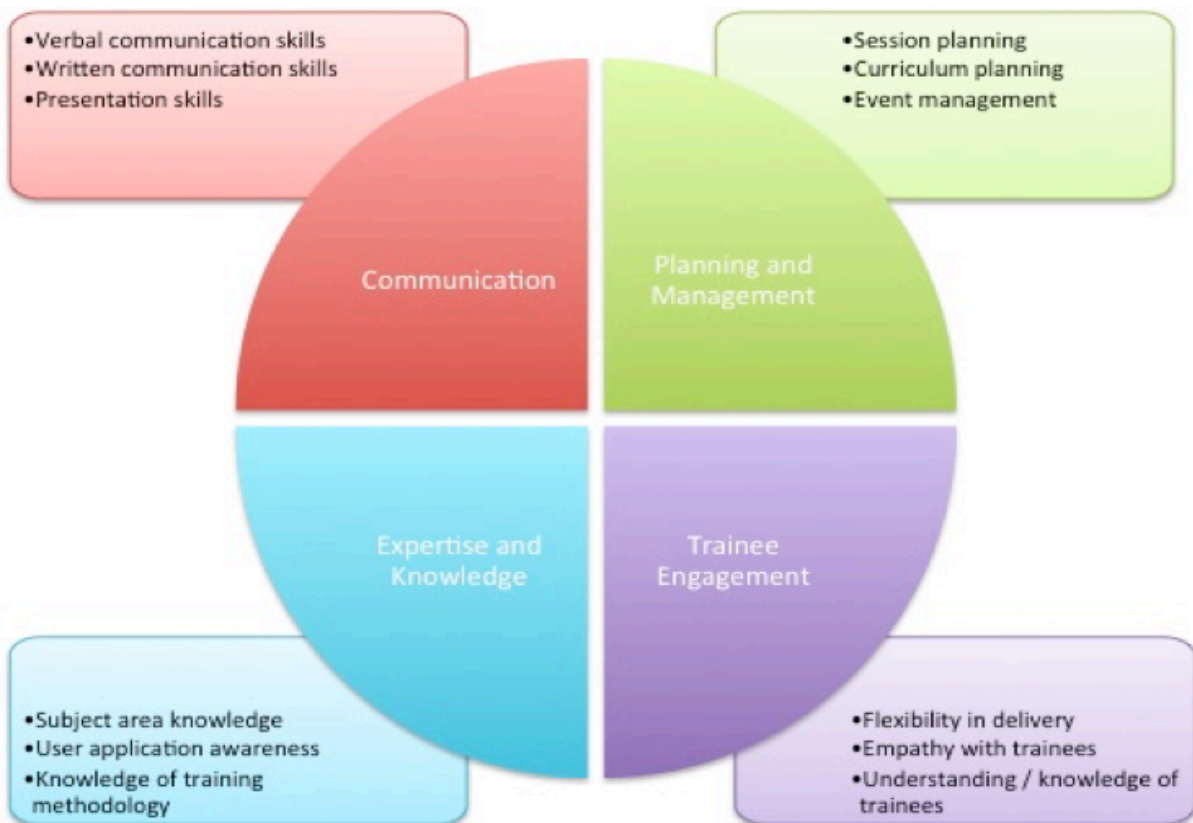 •Verbal communication skills
•Written communication skills
•Presentation skills
•Session planning
•Curriculum planning
•Event management
Communication
Planning and
Management
Expertise and
Knowledge
Trainee
Engagement
•Subject area knowledge
•User application awareness
•Knowledge of training
methodology
•Flexibility in delivery
•Empathy with trainees
•Understanding / knowledge of
trainees